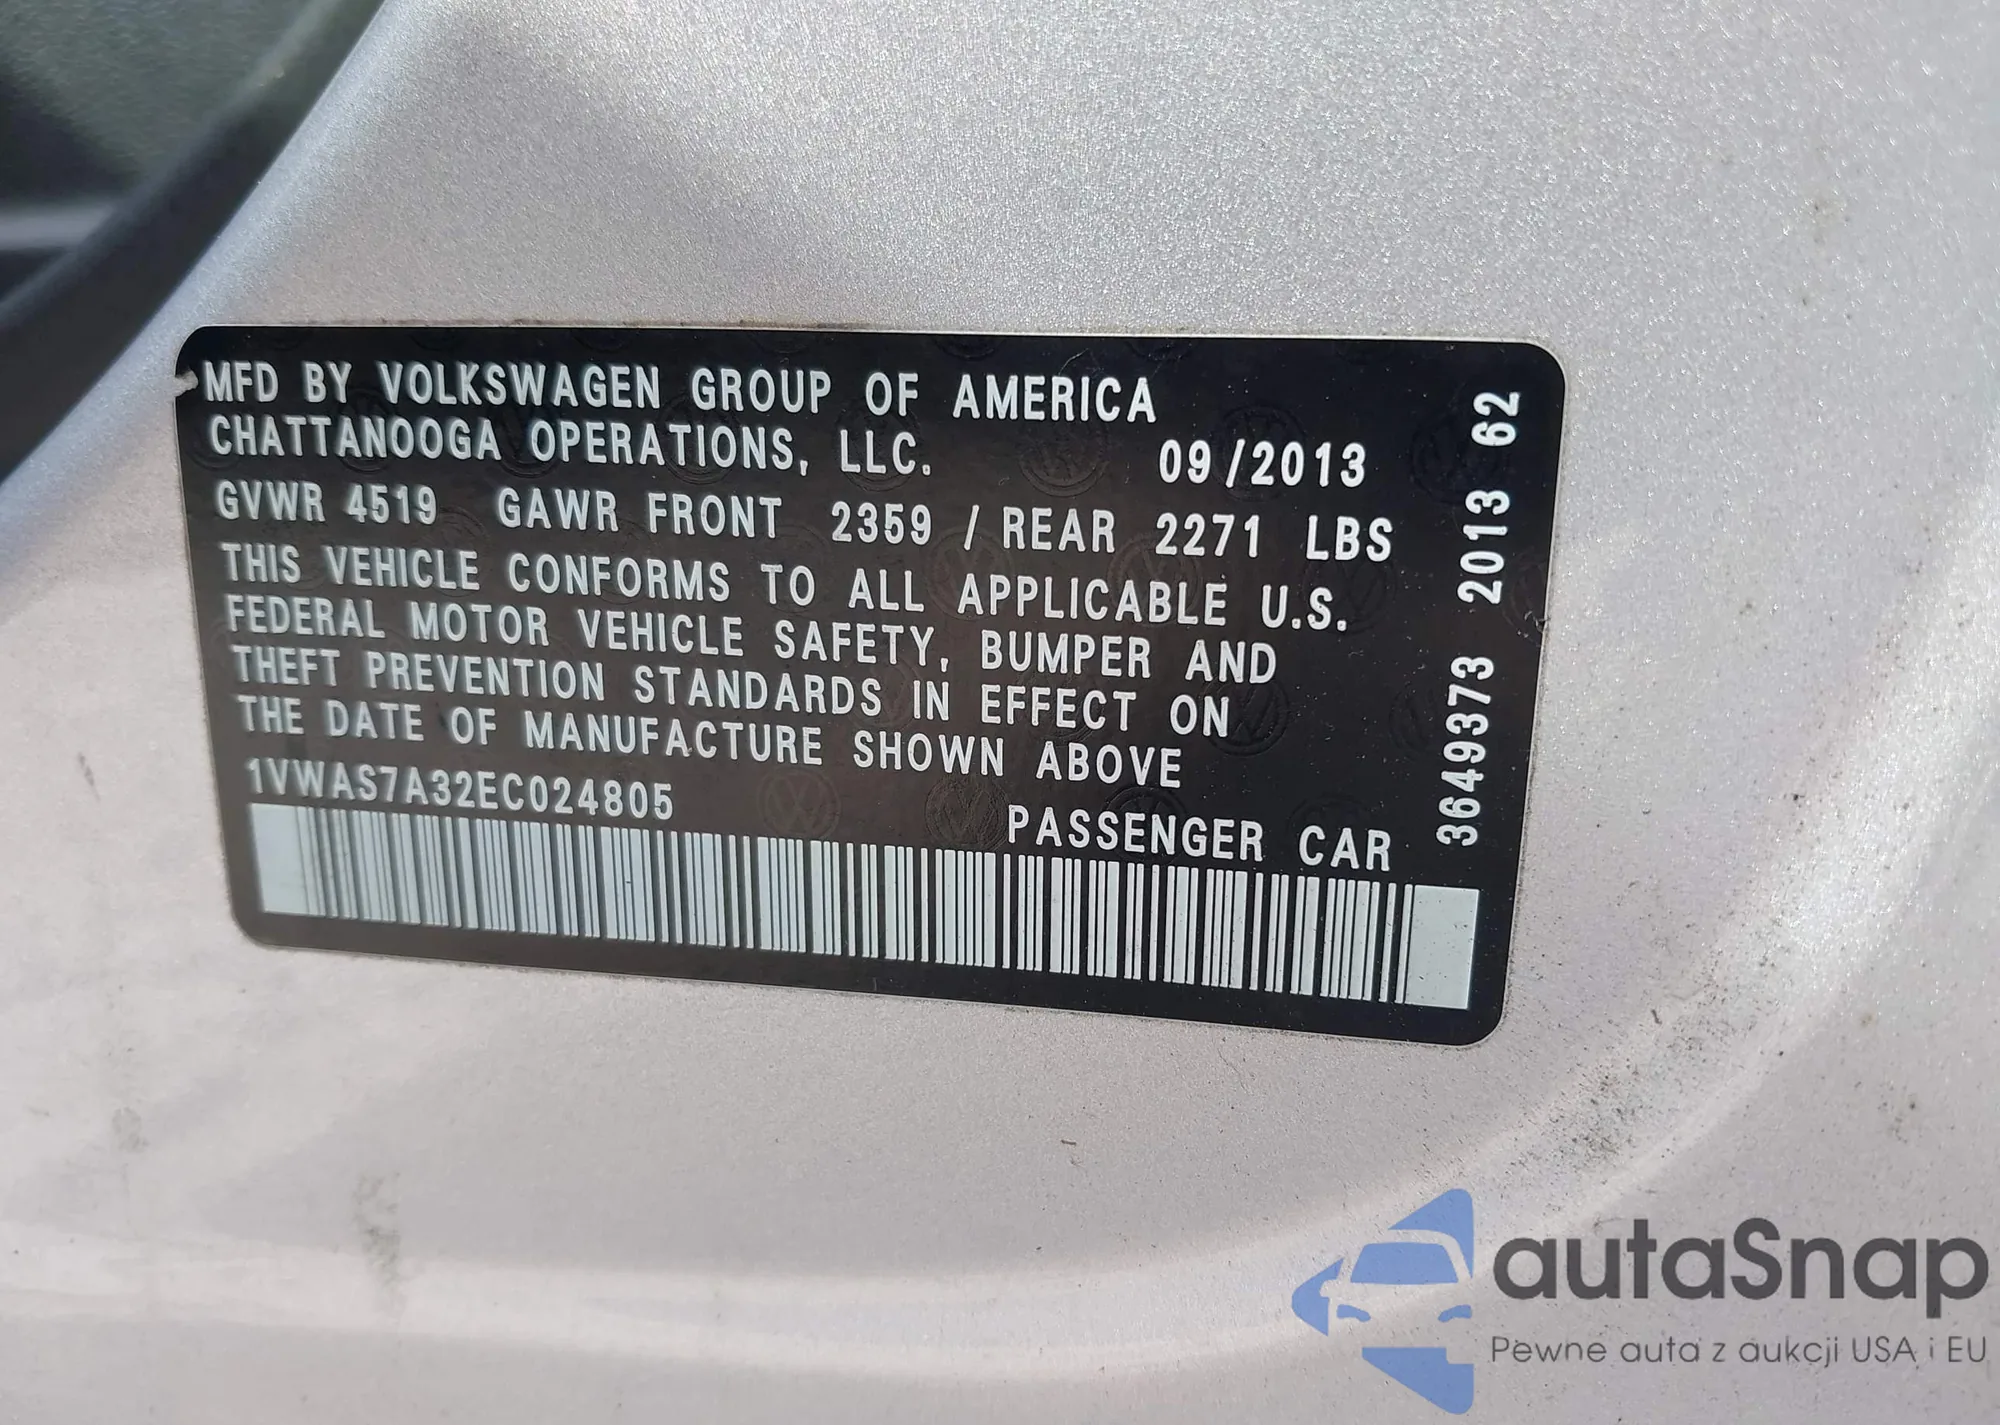 MFD BY VOLKSWAGEN GROUP OF AMERICA
CHATTANOOGA OPERATIONS, LLC. 09/2013
GVWR 4519 GAWR FRONT 2359 / REAR 2271 LBS
THIS VEHICLE CONFORMS TO ALL APPLICABLE U.S.
FEDERAL MOTOR VEHICLE SAFETY, BUMPER AND
THEFT PREVENTION STANDARDS IN EFFECT ON
THE DATE OF MANUFACTURE SHOWN ABOVE
1VWAS7A32EC024805
PASSENGER CAR
3649373 2013 62
autaSnap
Pewne auta z aukcji USA i EU